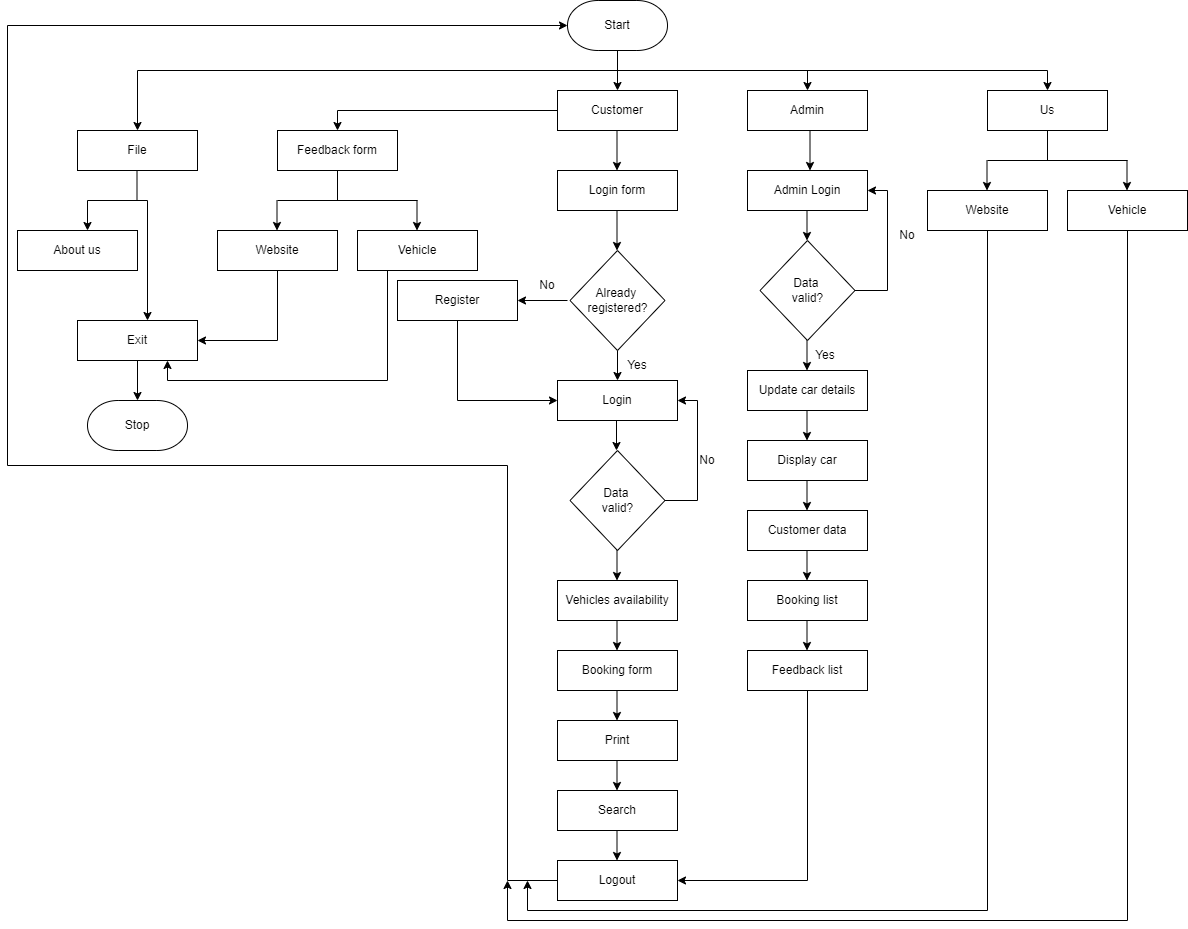 Start
Customer
Admin
Us
File
Feedback form
Login form
Admin Login
Website
Vehicle
No
About us
Website
Vehicle
Already
registered?
Data
valid?
No
Register
Exit
Yes
Yes
Login
Update car details
Stop
No
Display car
Data
valid?
Customer data
Vehicles availability
Booking list
Booking form
Feedback list
Print
Search
Logout